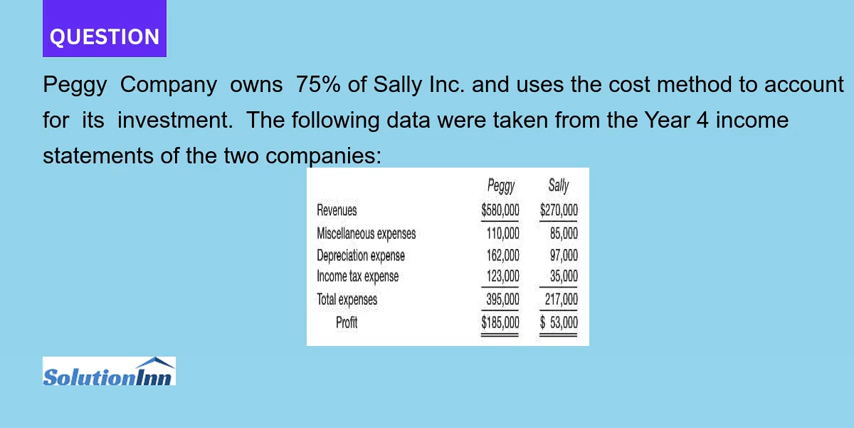 QUESTION
Peggy Company owns 75% of Sally Inc. and uses the cost method to account
for its investment. The following data were taken from the Year 4 income
statements of the two companies:
Peggy Sally
Revenues $580,000 $270,000
Miscellaneous expenses 110,000 85,000
Depreciation expense 162,000 97,000
Income tax expense 123,000 35,000
Total expenses 395,000 217,000
Profit $185,000 $ 53,000
SolutionInn